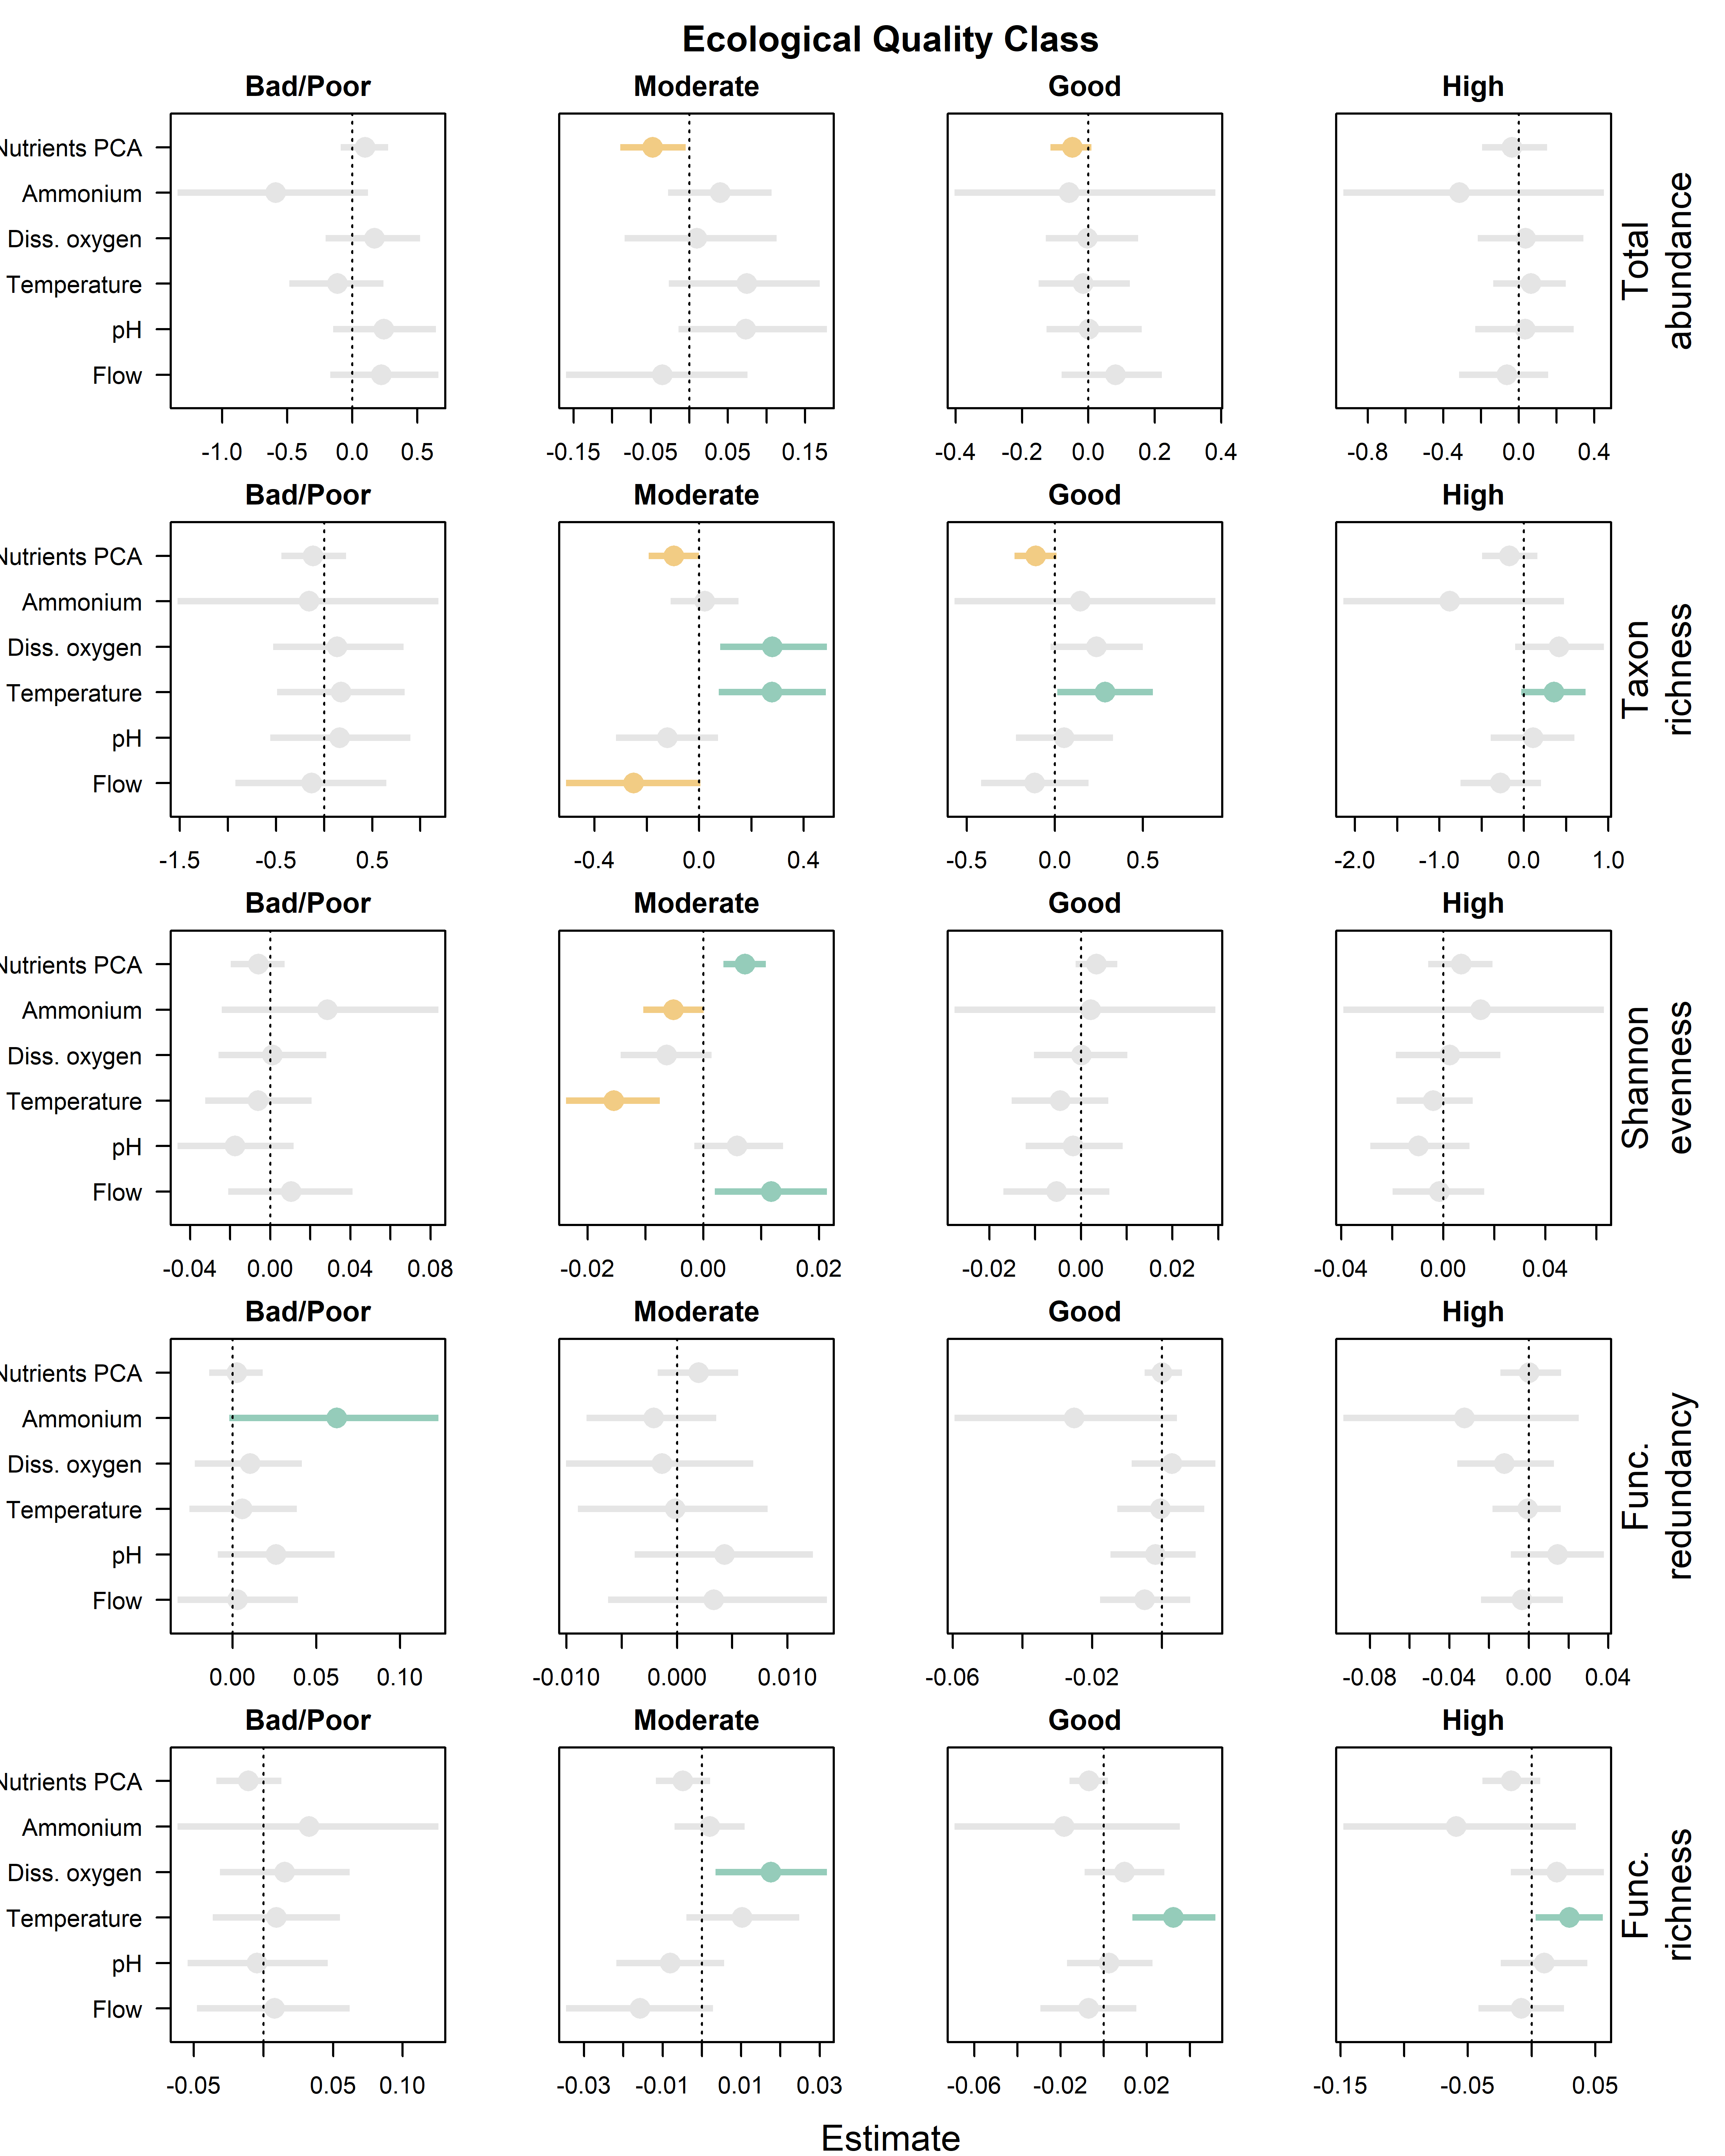 Ecological Quality Class
Bad/Poor
Moderate
Good
High
Nutrients PCA
Ammonium
Diss. oxygen
Temperature
pH
Flow
-1.0 -0.5 0.0 0.5
-0.15 -0.05 0.05 0.15
-0.4 -0.2 0.0 0.2 0.4
-0.8 -0.4 0.0 0.4
Total
abundance
Bad/Poor
Moderate
Good
High
Nutrients PCA
Ammonium
Diss. oxygen
Temperature
pH
Flow
-1.5 -0.5 0.5
-0.4 0.0 0.4
-0.5 0.0 0.5
-2.0 -1.0 0.0 1.0
Taxon
richness
Bad/Poor
Moderate
Good
High
Nutrients PCA
Ammonium
Diss. oxygen
Temperature
pH
Flow
-0.04 0.00 0.04 0.08
-0.02 0.00 0.02
-0.02 0.00 0.02
-0.04 0.00 0.04
Shannon
evenness
Bad/Poor
Moderate
Good
High
Nutrients PCA
Ammonium
Diss. oxygen
Temperature
pH
Flow
0.00 0.05 0.10
-0.010 0.000 0.010
-0.06 -0.02
-0.08 -0.04 0.00 0.04
Func.
redundancy
Bad/Poor
Moderate
Good
High
Nutrients PCA
Ammonium
Diss. oxygen
Temperature
pH
Flow
-0.05 0.05 0.10
-0.03 -0.01 0.01 0.03
-0.06 -0.02 0.02
-0.15 -0.05 0.05
Func.
richness
Estimate